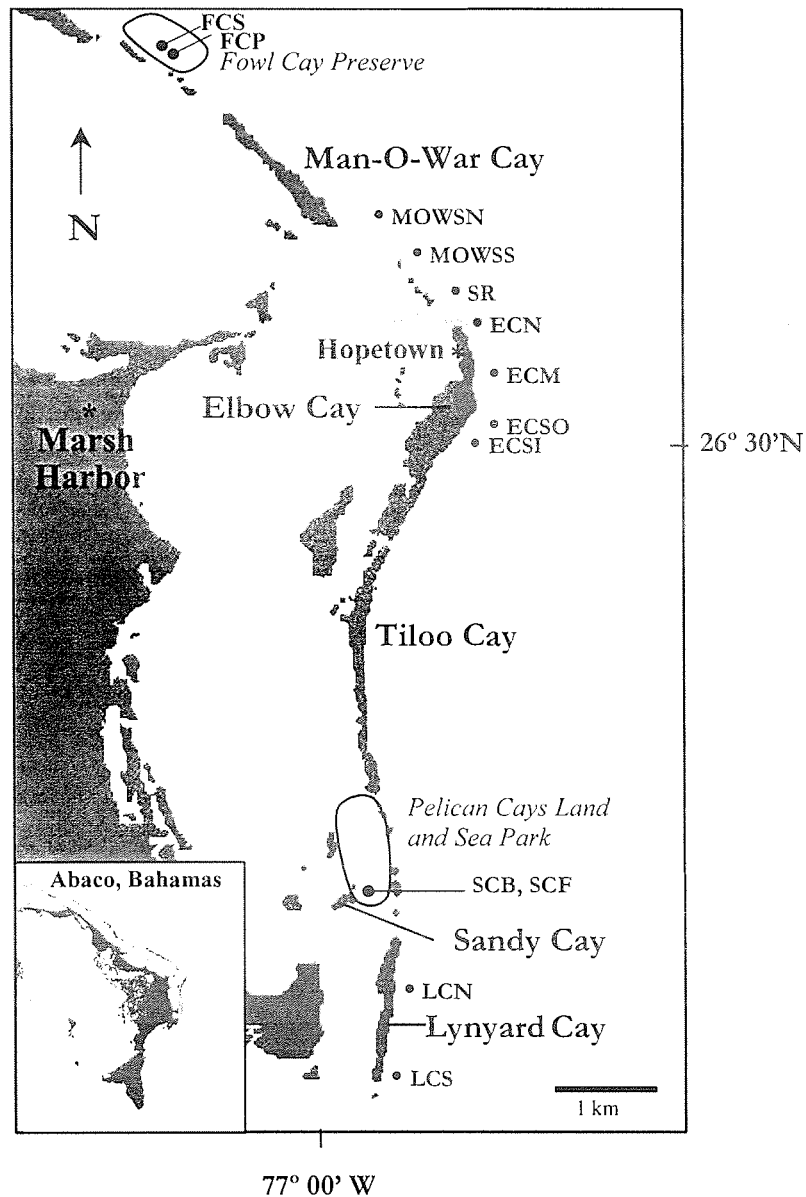 FCS
FCP
Fowl Cay Preserve
Man-O-War Cay
N
MOWSN
MOWSS
SR
ECN
Hopetown *
ECM
Elbow Cay
*
Marsh
Harbor
ECSO
ECSI
26° 30'N
Tiloo Cay
Pelican Cays Land
and Sea Park
Abaco, Bahamas
SCB, SCF
Sandy Cay
LCN
Lynyard Cay
LCS
1 km
77° 00' W